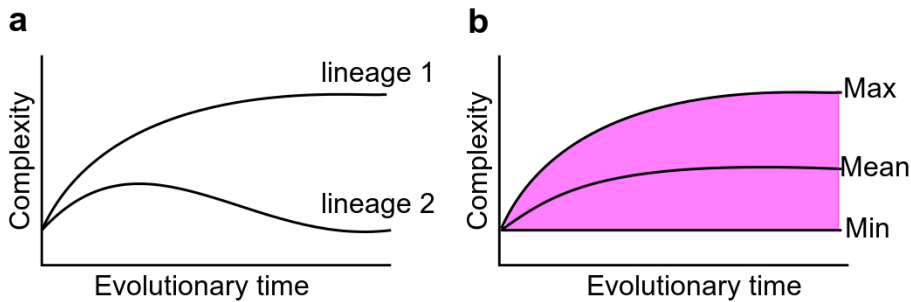 a
Complexity
lineage 1
lineage 2
Evolutionary time
b
Complexity
Max
Mean
Min
Evolutionary time